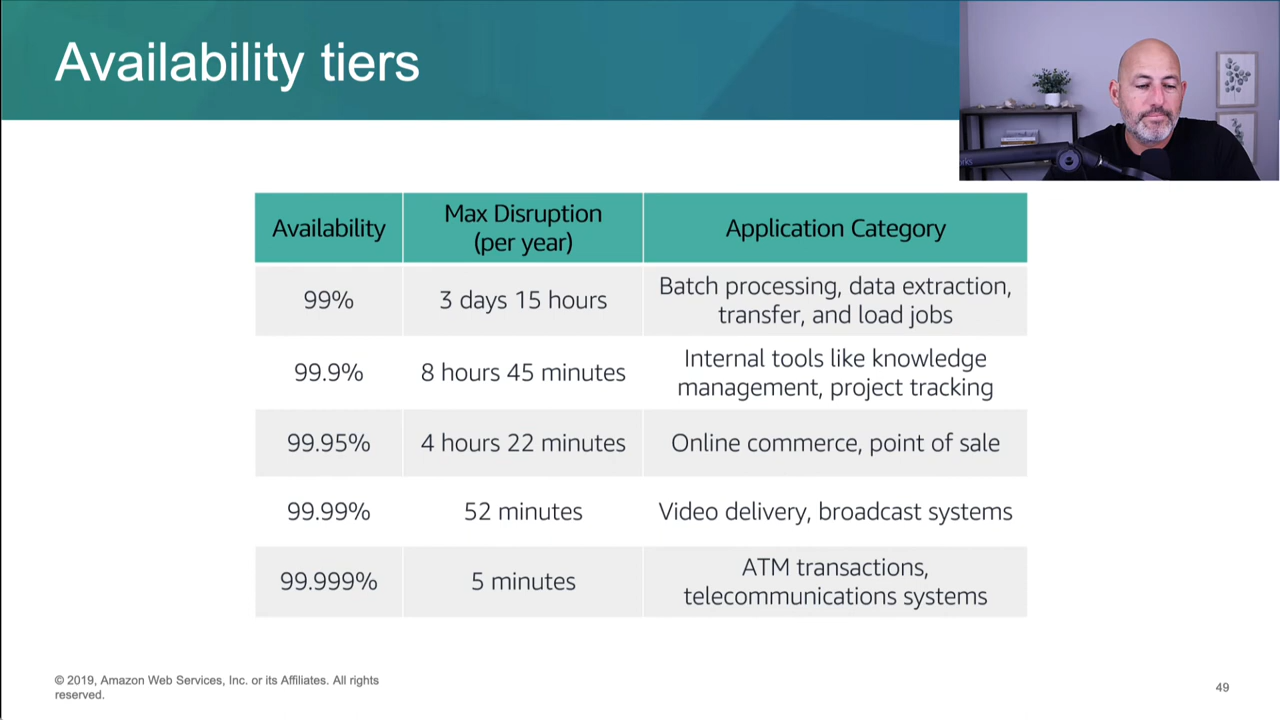 Availability tiers
Availability
Max Disruption
(per year)
Application Category
99%
3 days 15 hours
Batch processing, data extraction,
transfer, and load jobs
99.9%
8 hours 45 minutes
Internal tools like knowledge
management, project tracking
99.95%
4 hours 22 minutes
Online commerce, point of sale
99.99%
52 minutes
Video delivery, broadcast systems
99.999%
5 minutes
ATM transactions,
telecommunications systems
© 2019, Amazon Web Services, Inc. or its Affiliates. All rights
reserved.
49